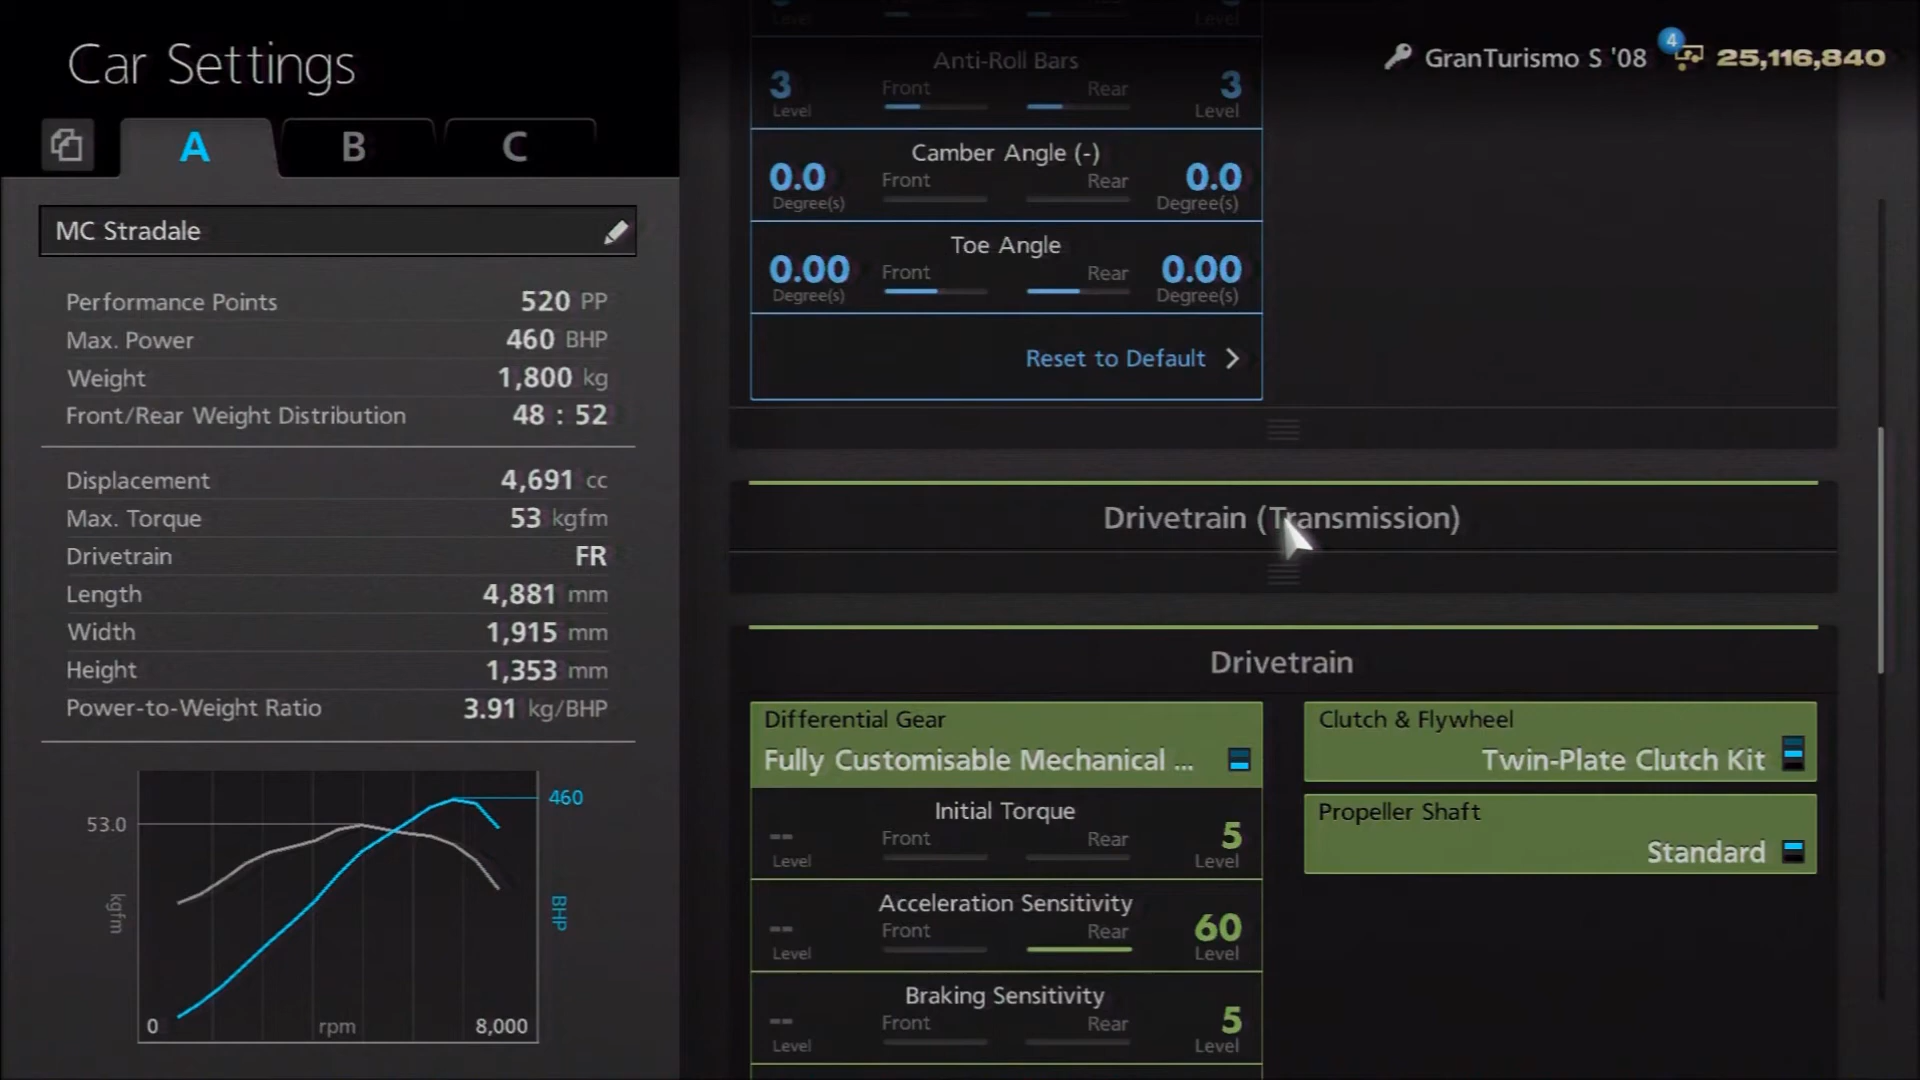 Car Settings
GranTurismo S '08
4
25,116,840
A
B
C
MC Stradale
Performance Points 520 PP
Max. Power 460 BHP
Weight 1,800 kg
Front/Rear Weight Distribution 48 : 52
Displacement 4,691 cc
Max. Torque 53 kgfm
Drivetrain FR
Length 4,881 mm
Width 1,915 mm
Height 1,353 mm
Power-to-Weight Ratio 3.91 kg/BHP
460
53.0
kgfm
BHP
0 rpm 8,000
Level Level
Anti-Roll Bars
3 Front Rear 3
Level Level
Camber Angle (-)
0.0 Front Rear 0.0
Degree(s) Degree(s)
Toe Angle
0.00 Front Rear 0.00
Degree(s) Degree(s)
Reset to Default
Drivetrain (Transmission)
Drivetrain
Differential Gear
Fully Customisable Mechanical ...
Initial Torque
-- Front Rear 5
Level Level
Acceleration Sensitivity
-- Front Rear 60
Level Level
Braking Sensitivity
-- Front Rear 5
Level Level
Clutch & Flywheel
Twin-Plate Clutch Kit
Propeller Shaft
Standard